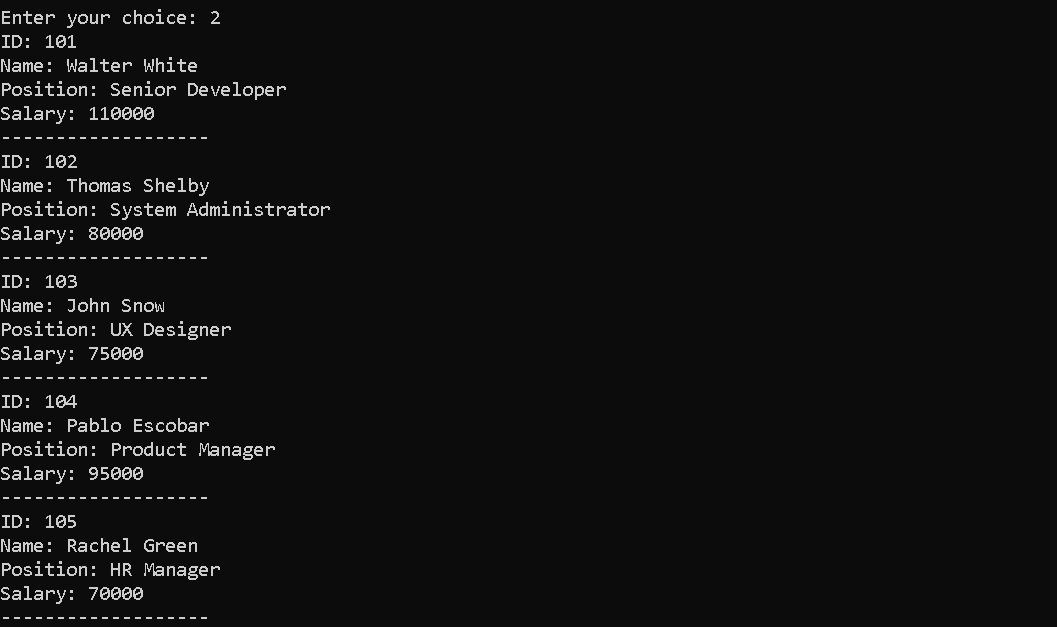 Enter your choice: 2
ID: 101
Name: Walter White
Position: Senior Developer
Salary: 110000
-------------------
ID: 102
Name: Thomas Shelby
Position: System Administrator
Salary: 80000
-------------------
ID: 103
Name: John Snow
Position: UX Designer
Salary: 75000
-------------------
ID: 104
Name: Pablo Escobar
Position: Product Manager
Salary: 95000
-------------------
ID: 105
Name: Rachel Green
Position: HR Manager
Salary: 70000
-------------------